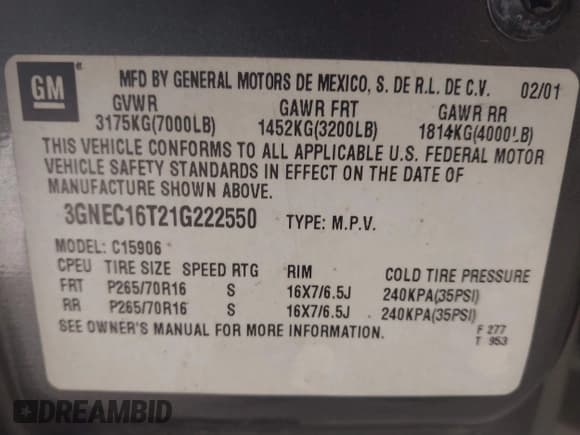 GM ® MFD BY GENERAL MOTORS DE MEXICO, S. DE R.L. DE C.V. 02/01
GVWR GAWR FRT GAWR RR
3175KG(7000LB) 1452KG(3200LB) 1814KG(4000LB)
THIS VEHICLE CONFORMS TO ALL APPLICABLE U.S. FEDERAL MOTOR
VEHICLE SAFETY STANDARDS IN EFFECT ON THE DATE OF
MANUFACTURE SHOWN ABOVE.
3GNEC16T21G222550 TYPE: M.P.V.
MODEL: C15906
CPEU TIRE SIZE SPEED RTG RIM COLD TIRE PRESSURE
FRT P265/70R16 S 16X7/6.5J 240KPA(35PSI)
RR P265/70R16 S 16X7/6.5J 240KPA(35PSI)
SEE OWNER'S MANUAL FOR MORE INFORMATION.
F 277
T 953
DREAMBID